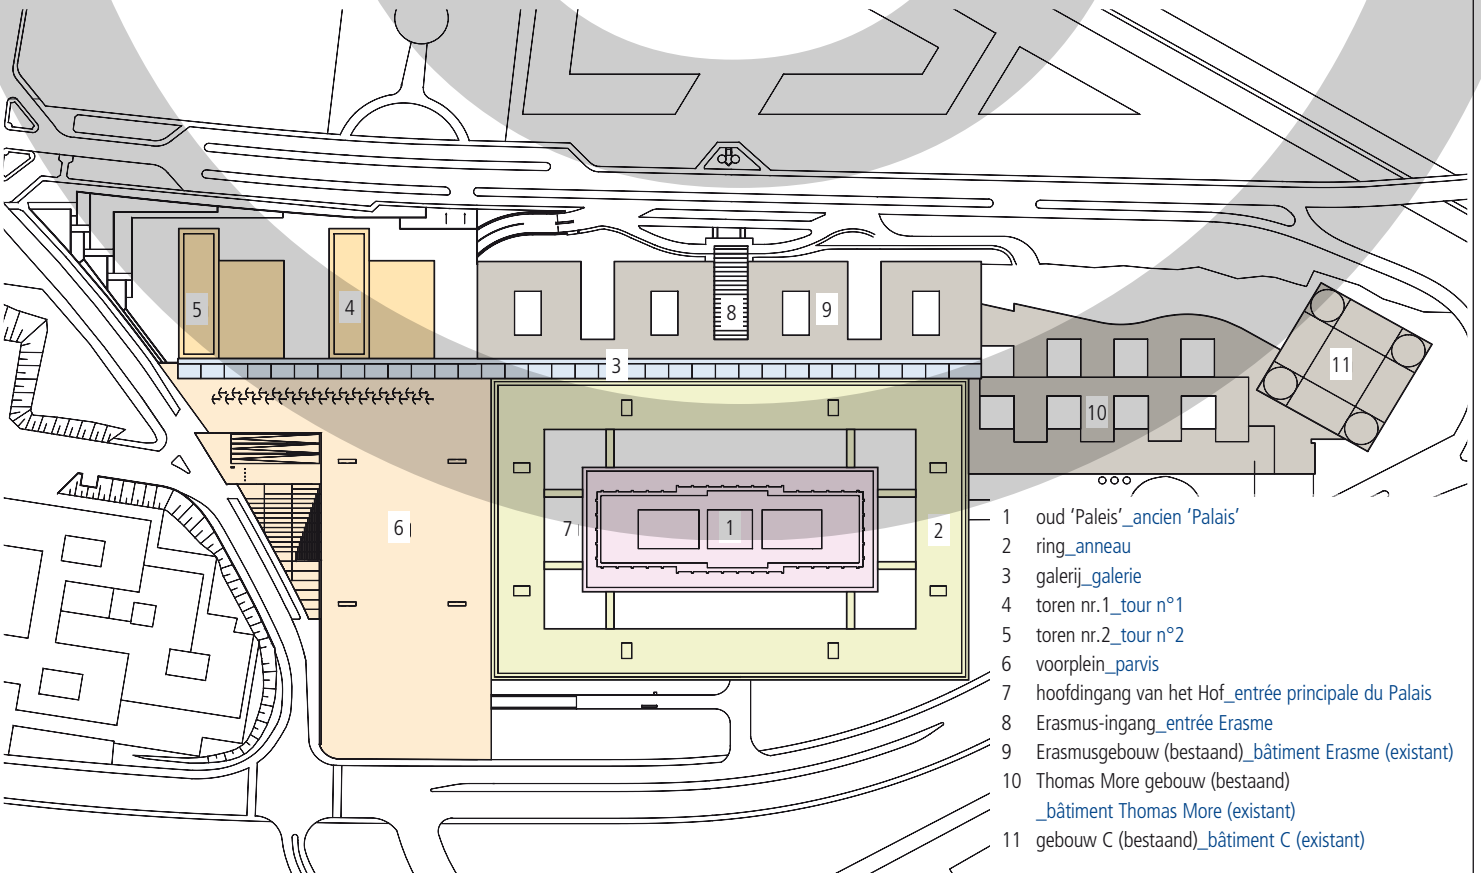 5
4
8
9
3
11
10
6
7
1
2
1 oud ‘Paleis’_ancien ‘Palais’
2 ring_anneau
3 galerij_galerie
4 toren nr.1_tour n°1
5 toren nr.2_tour n°2
6 voorplein_parvis
7 hoofdingang van het Hof_entrée principale du Palais
8 Erasmus-ingang_entrée Erasme
9 Erasmusgebouw (bestaand)_bâtiment Erasme (existant)
10 Thomas More gebouw (bestaand)
_bâtiment Thomas More (existant)
11 gebouw C (bestaand)_bâtiment C (existant)